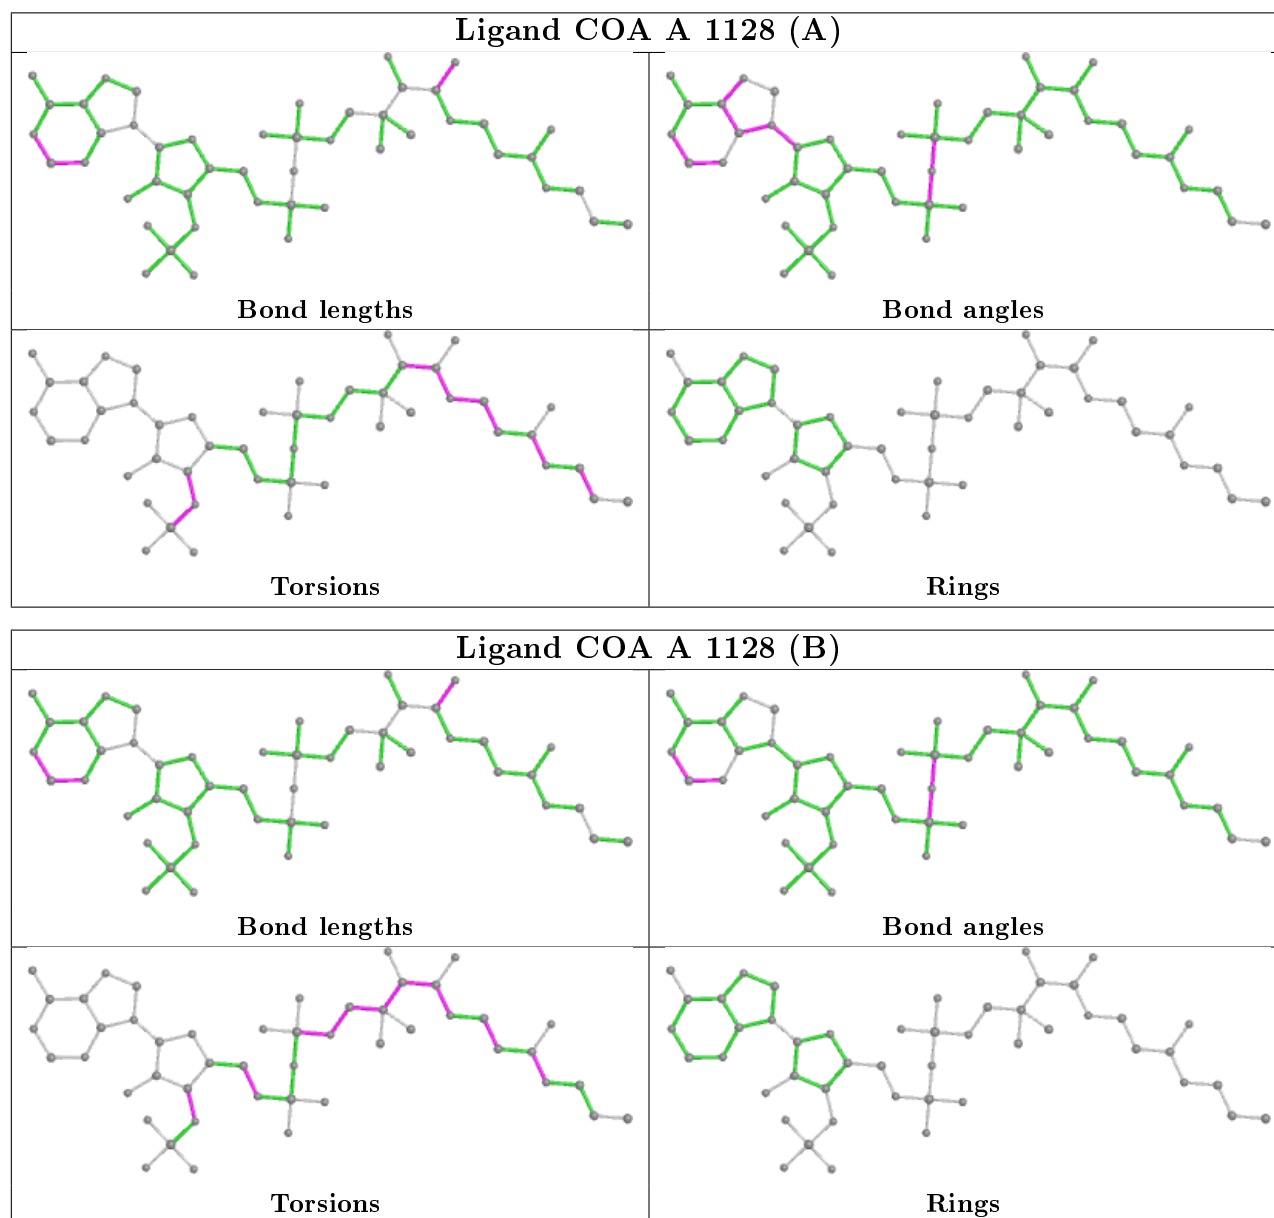 Ligand COA A 1128 (A)
Bond lengths
Bond angles
Torsions
Rings
Ligand COA A 1128 (B)
Bond lengths
Bond angles
Torsions
Rings